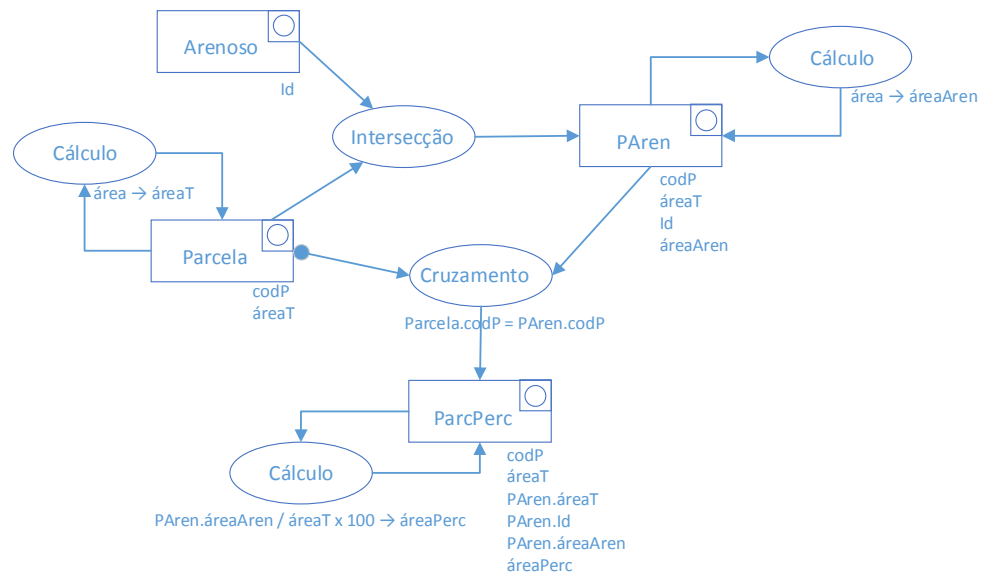 Arenoso
Id
Cálculo
área → áreaAren
Intersecção
PAren
codP
áreaT
Id
áreaAren
Cálculo
área → áreaT
Parcela
codP
áreaT
Cruzamento
Parcela.codP = PAren.codP
ParcPerc
codP
áreaT
PAren.áreaT
PAren.Id
PAren.áreaAren
áreaPerc
Cálculo
PAren.áreaAren / áreaT x 100 → áreaPerc